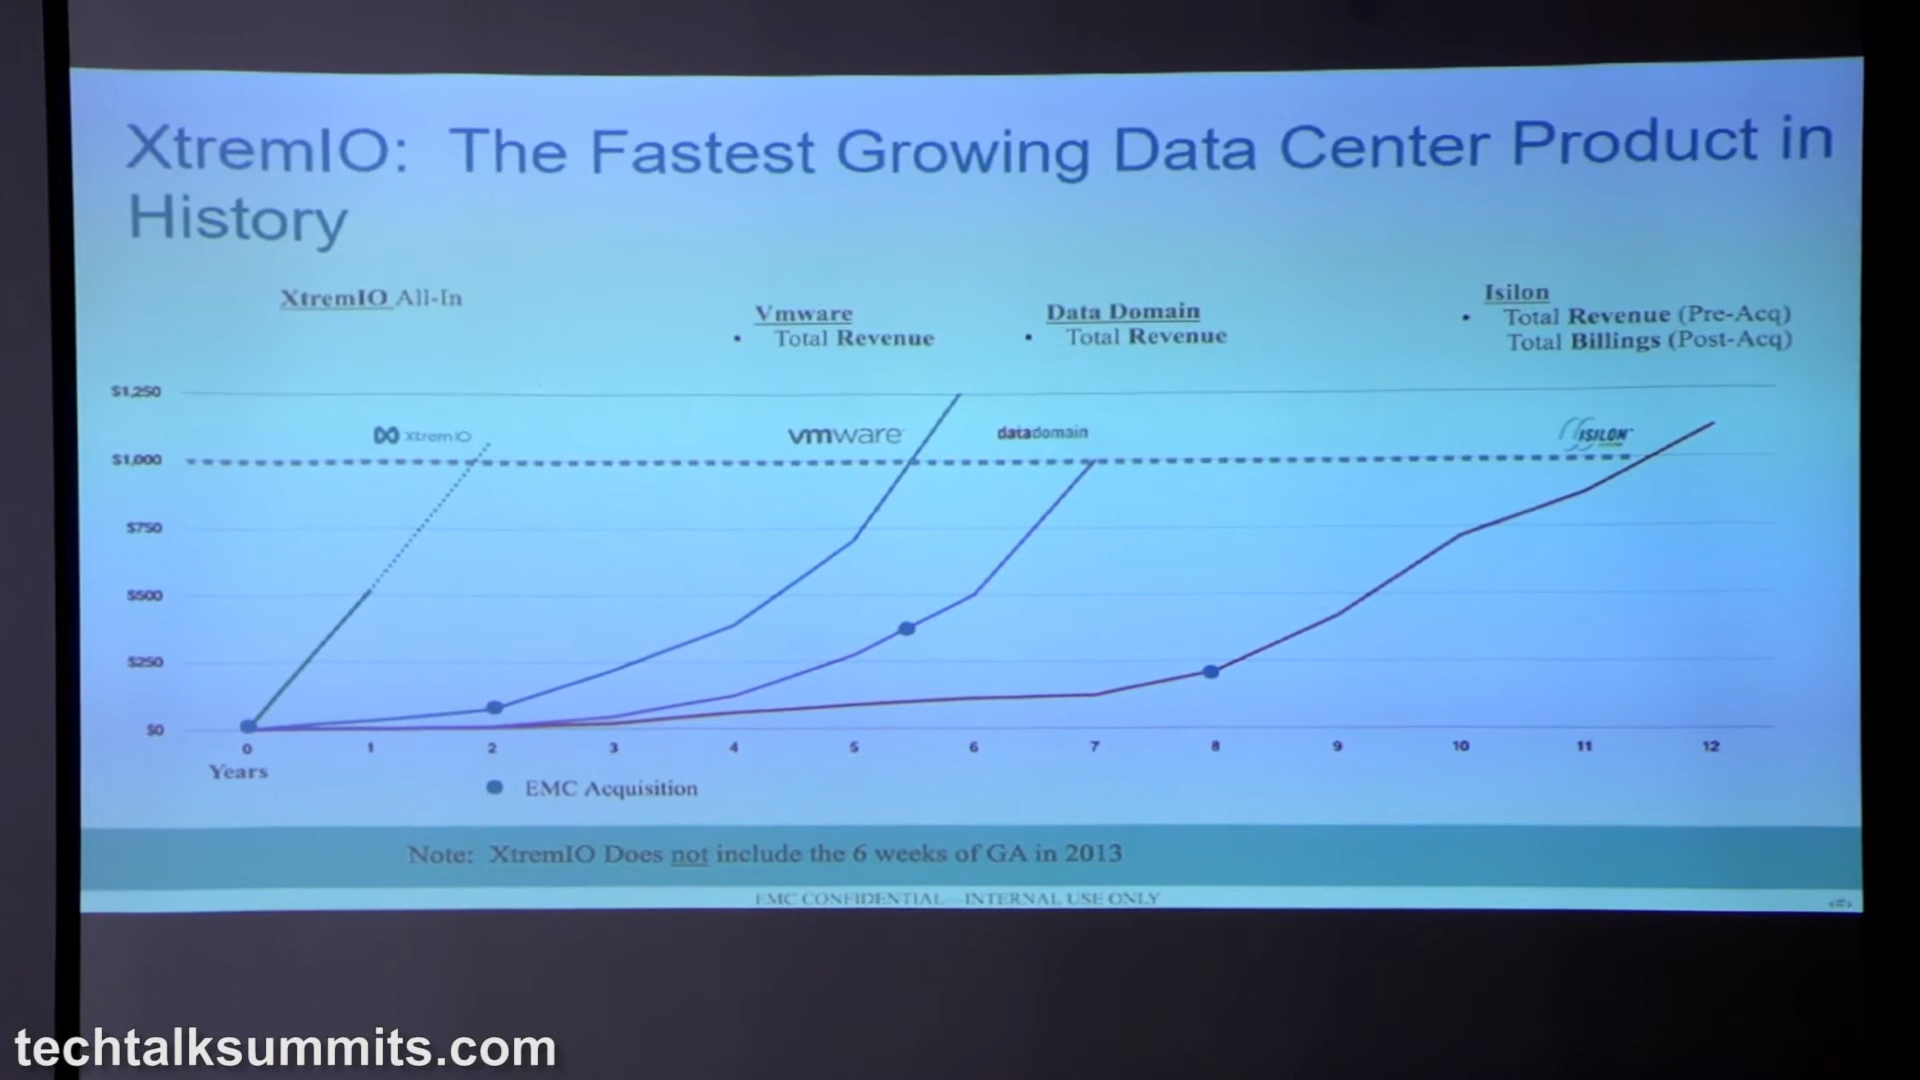 XtremIO: The Fastest Growing Data Center Product in
History
XtremIO All-In
Vmware
• Total Revenue
Data Domain
• Total Revenue
Isilon
• Total Revenue (Pre-Acq)
Total Billings (Post-Acq)
$1,250
XtremIO
vmware
datadomain
ISILON
$1,000
$750
$500
$250
$0
0 1 2 3 4 5 6 7 8 9 10 11 12
Years
EMC Acquisition
Note: XtremIO Does not include the 6 weeks of GA in 2013
EMC CONFIDENTIAL—INTERNAL USE ONLY
techtalksummits.com